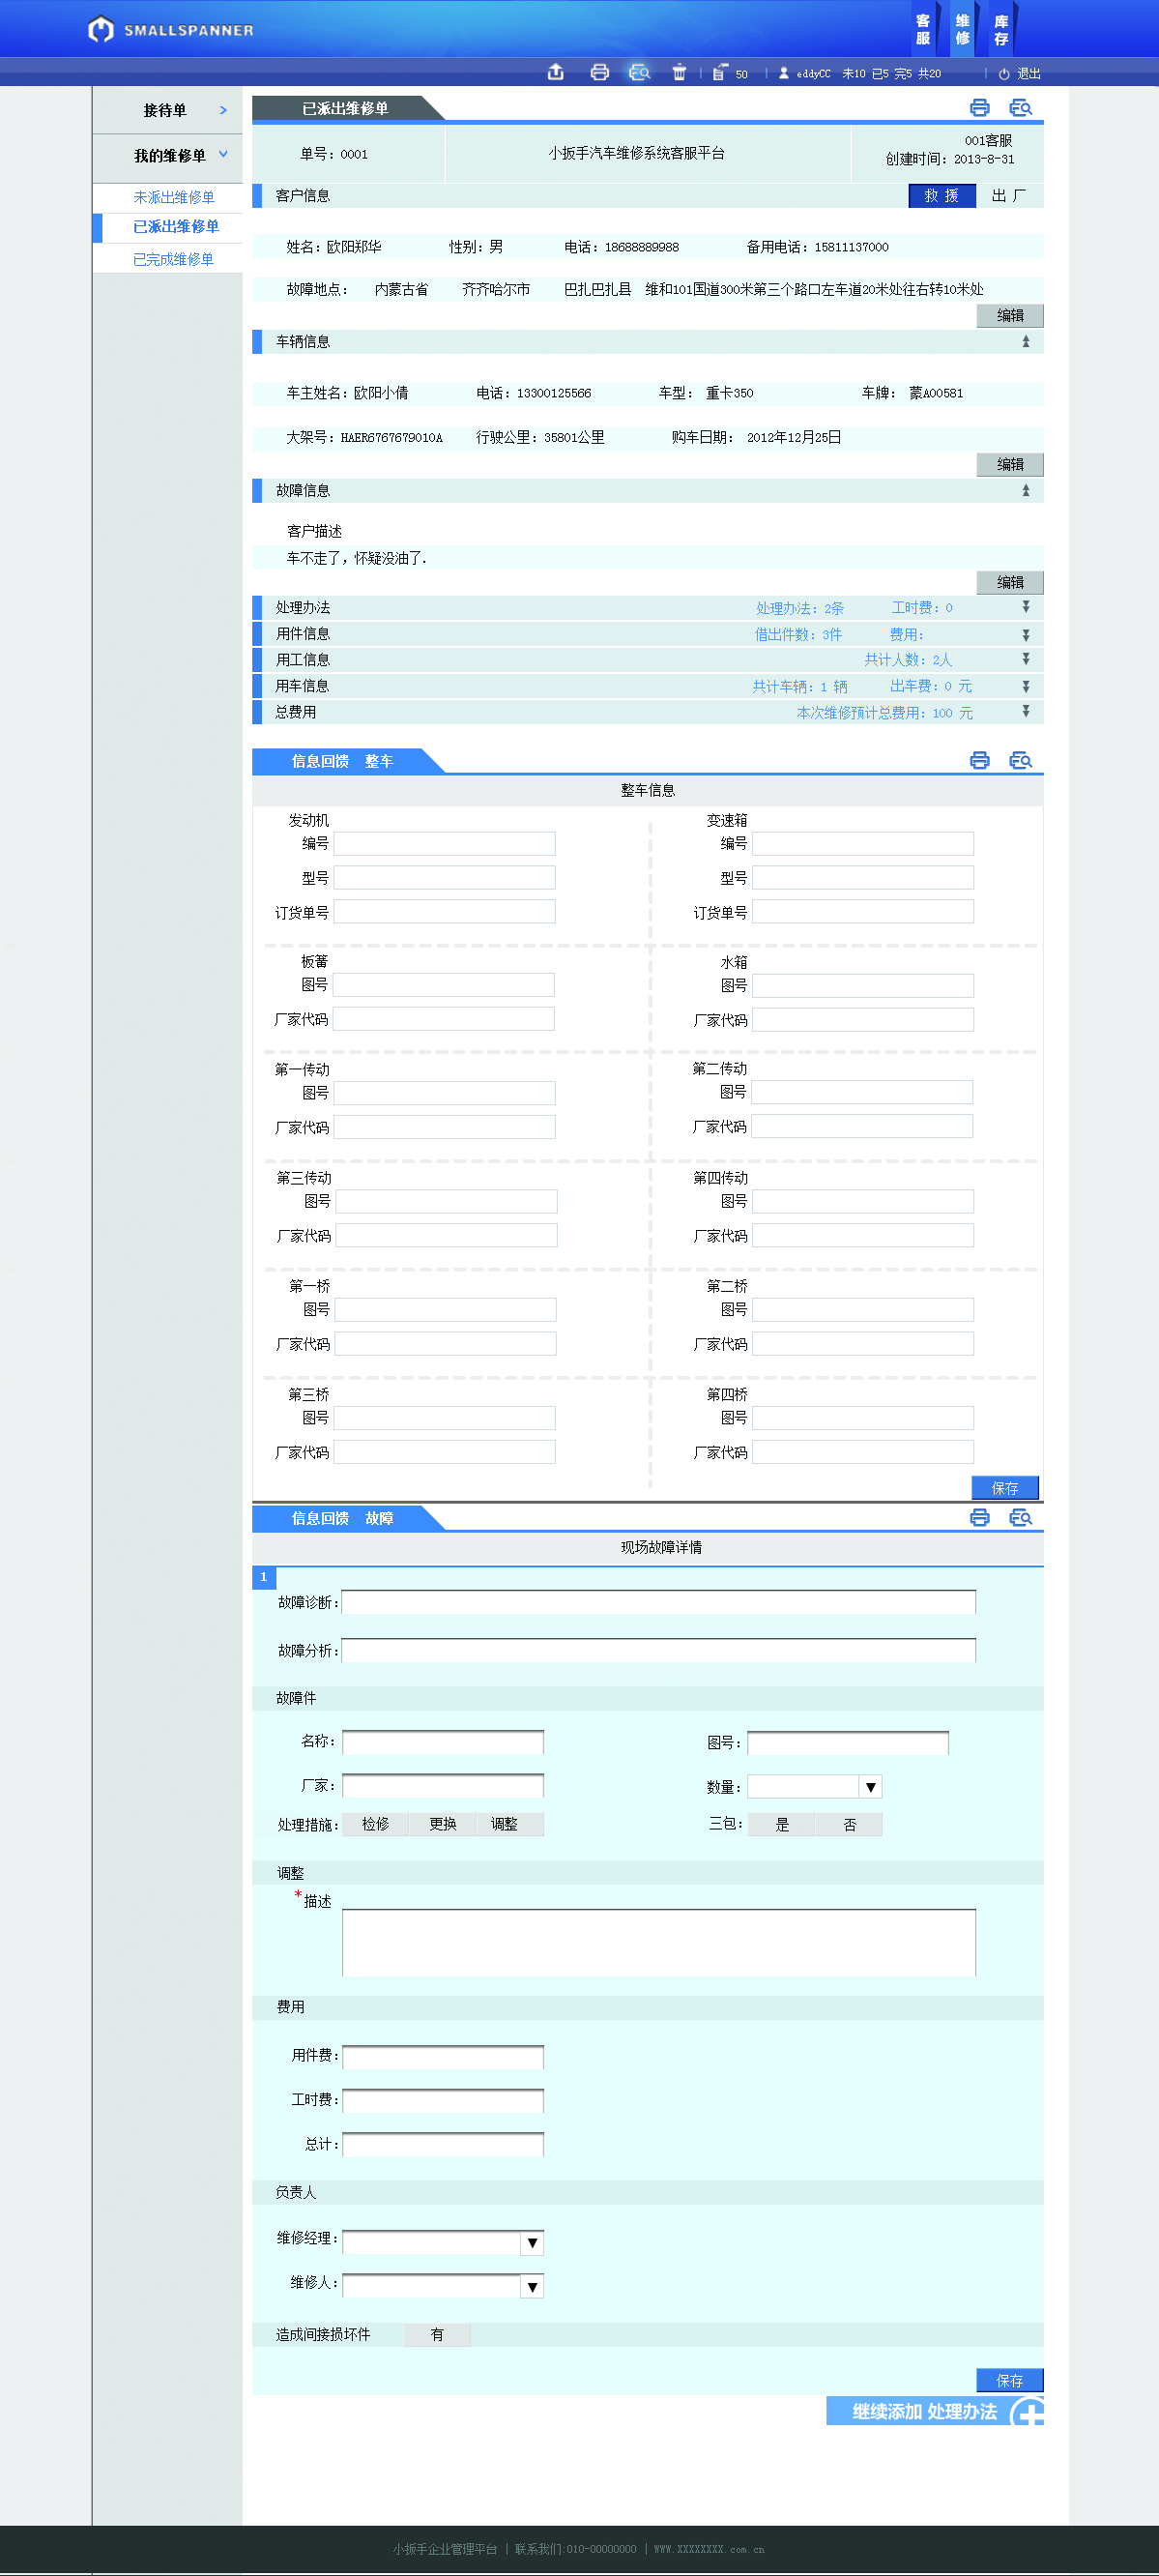 SMALLSPANNER
客服 维修 库存
50 eddyCC 未10 已5 完5 共20 退出
接待单
我的维修单
未派出维修单
已派出维修单
已完成维修单
已派出维修单
单号：0001 小扳手汽车维修系统客服平台 001客服
创建时间：2013-8-31
客户信息 救 援 出 厂
姓名：欧阳郑华 性别：男 电话：18688889988 备用电话：15811137000
故障地点： 内蒙古省 齐齐哈尔市 巴扎巴扎县 维和101国道300米第三个路口左车道20米处往右转10米处
编辑
车辆信息
车主姓名：欧阳小倩 电话：13300125566 车型： 重卡350 车牌： 蒙A00581
大架号：HAER6767679010A 行驶公里：35801公里 购车日期： 2012年12月25日
编辑
故障信息
客户描述
车不走了，怀疑没油了.
编辑
处理办法 处理办法：2条 工时费：0
用件信息 借出件数：3件 费用：
用工信息 共计人数：2人
用车信息 共计车辆：1 辆 出车费：0 元
总费用 本次维修预计总费用：100 元
信息回馈 整车
整车信息
发动机 变速箱
编号 编号
型号 型号
订货单号 订货单号
板簧 水箱
图号 图号
厂家代码 厂家代码
第一传动 第二传动
图号 图号
厂家代码 厂家代码
第三传动 第四传动
图号 图号
厂家代码 厂家代码
第一桥 第二桥
图号 图号
厂家代码 厂家代码
第三桥 第四桥
图号 图号
厂家代码 厂家代码
保存
信息回馈 故障
现场故障详情
1
故障诊断：
故障分析：
故障件
名称： 图号：
厂家： 数量：
处理措施： 检修 更换 调整 三包： 是 否
调整
*描述
费用
用件费：
工时费：
总计：
负责人
维修经理：
维修人：
造成间接损坏件 有
保存
继续添加 处理办法
小扳手企业管理平台 | 联系我们:010-00000000 | WWW.XXXXXXXX.com.cn